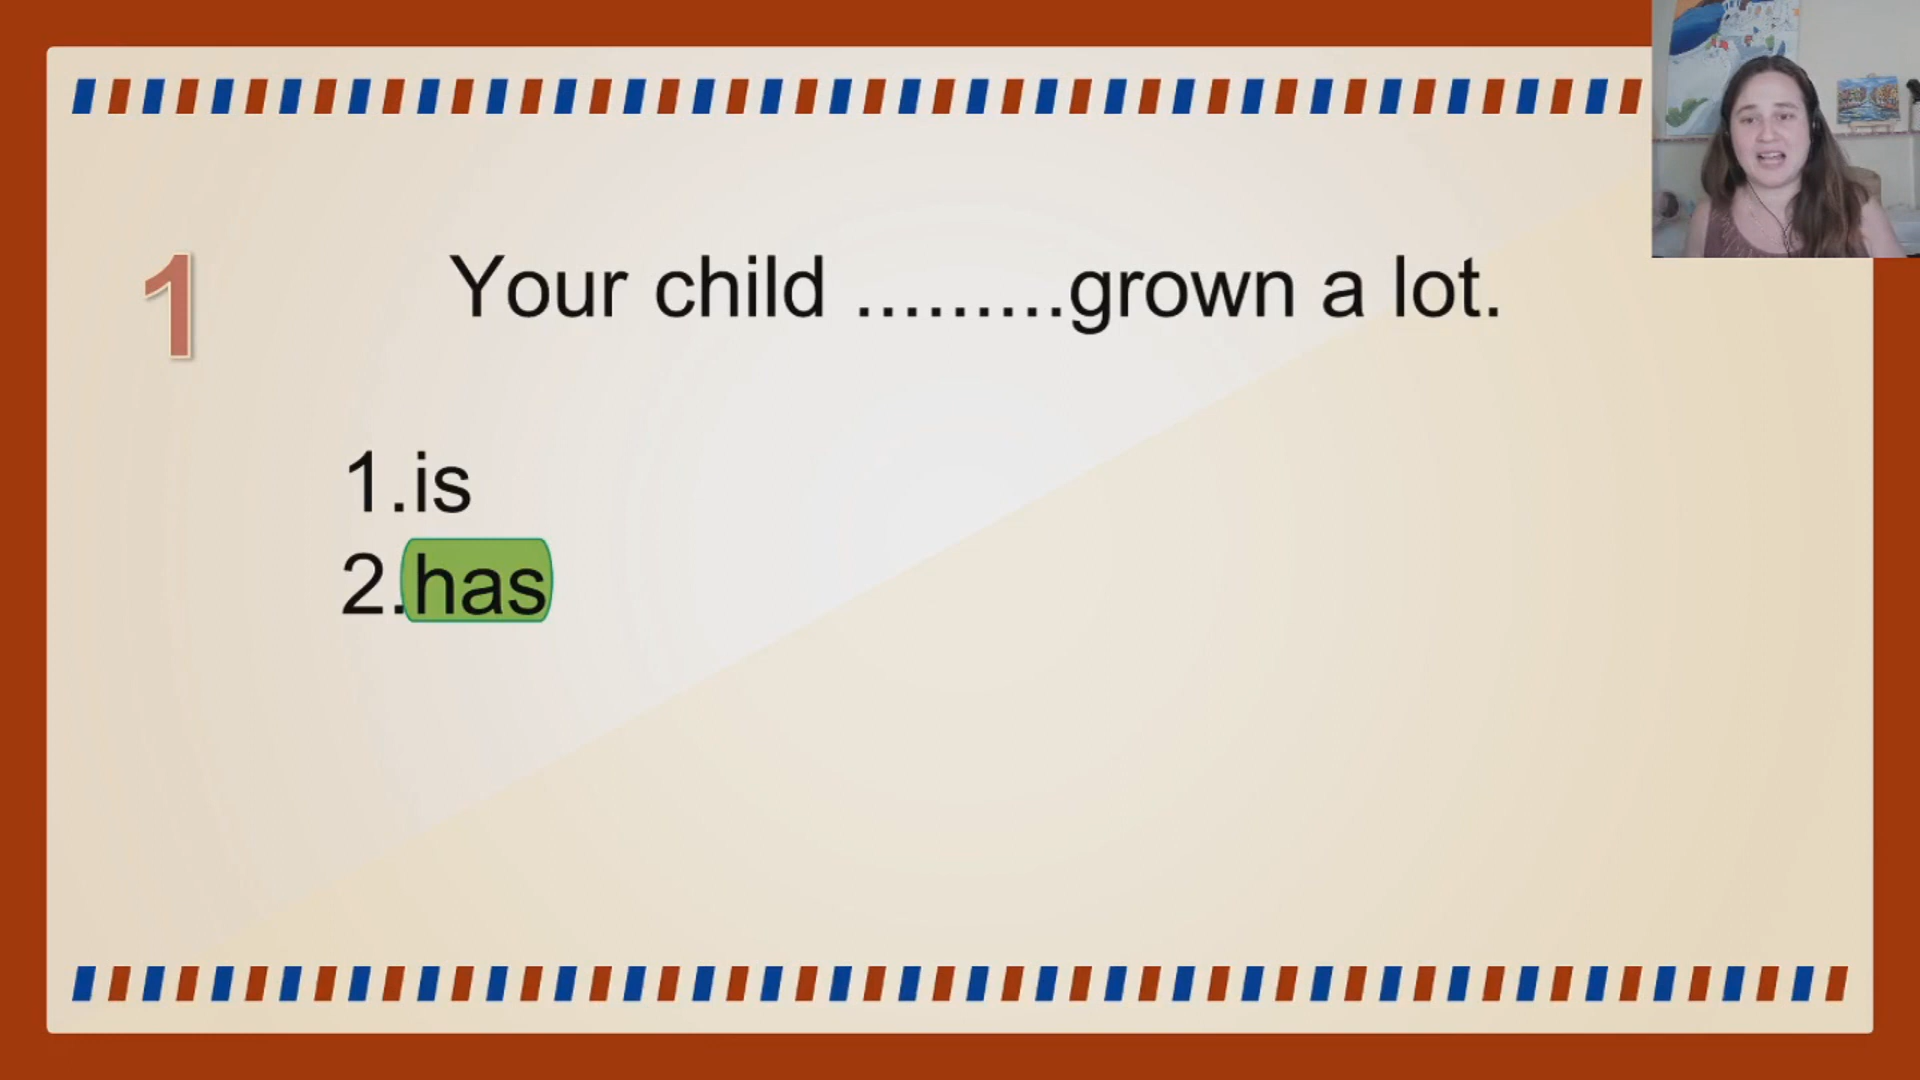 1
Your child .........grown a lot.
1.is
2.has